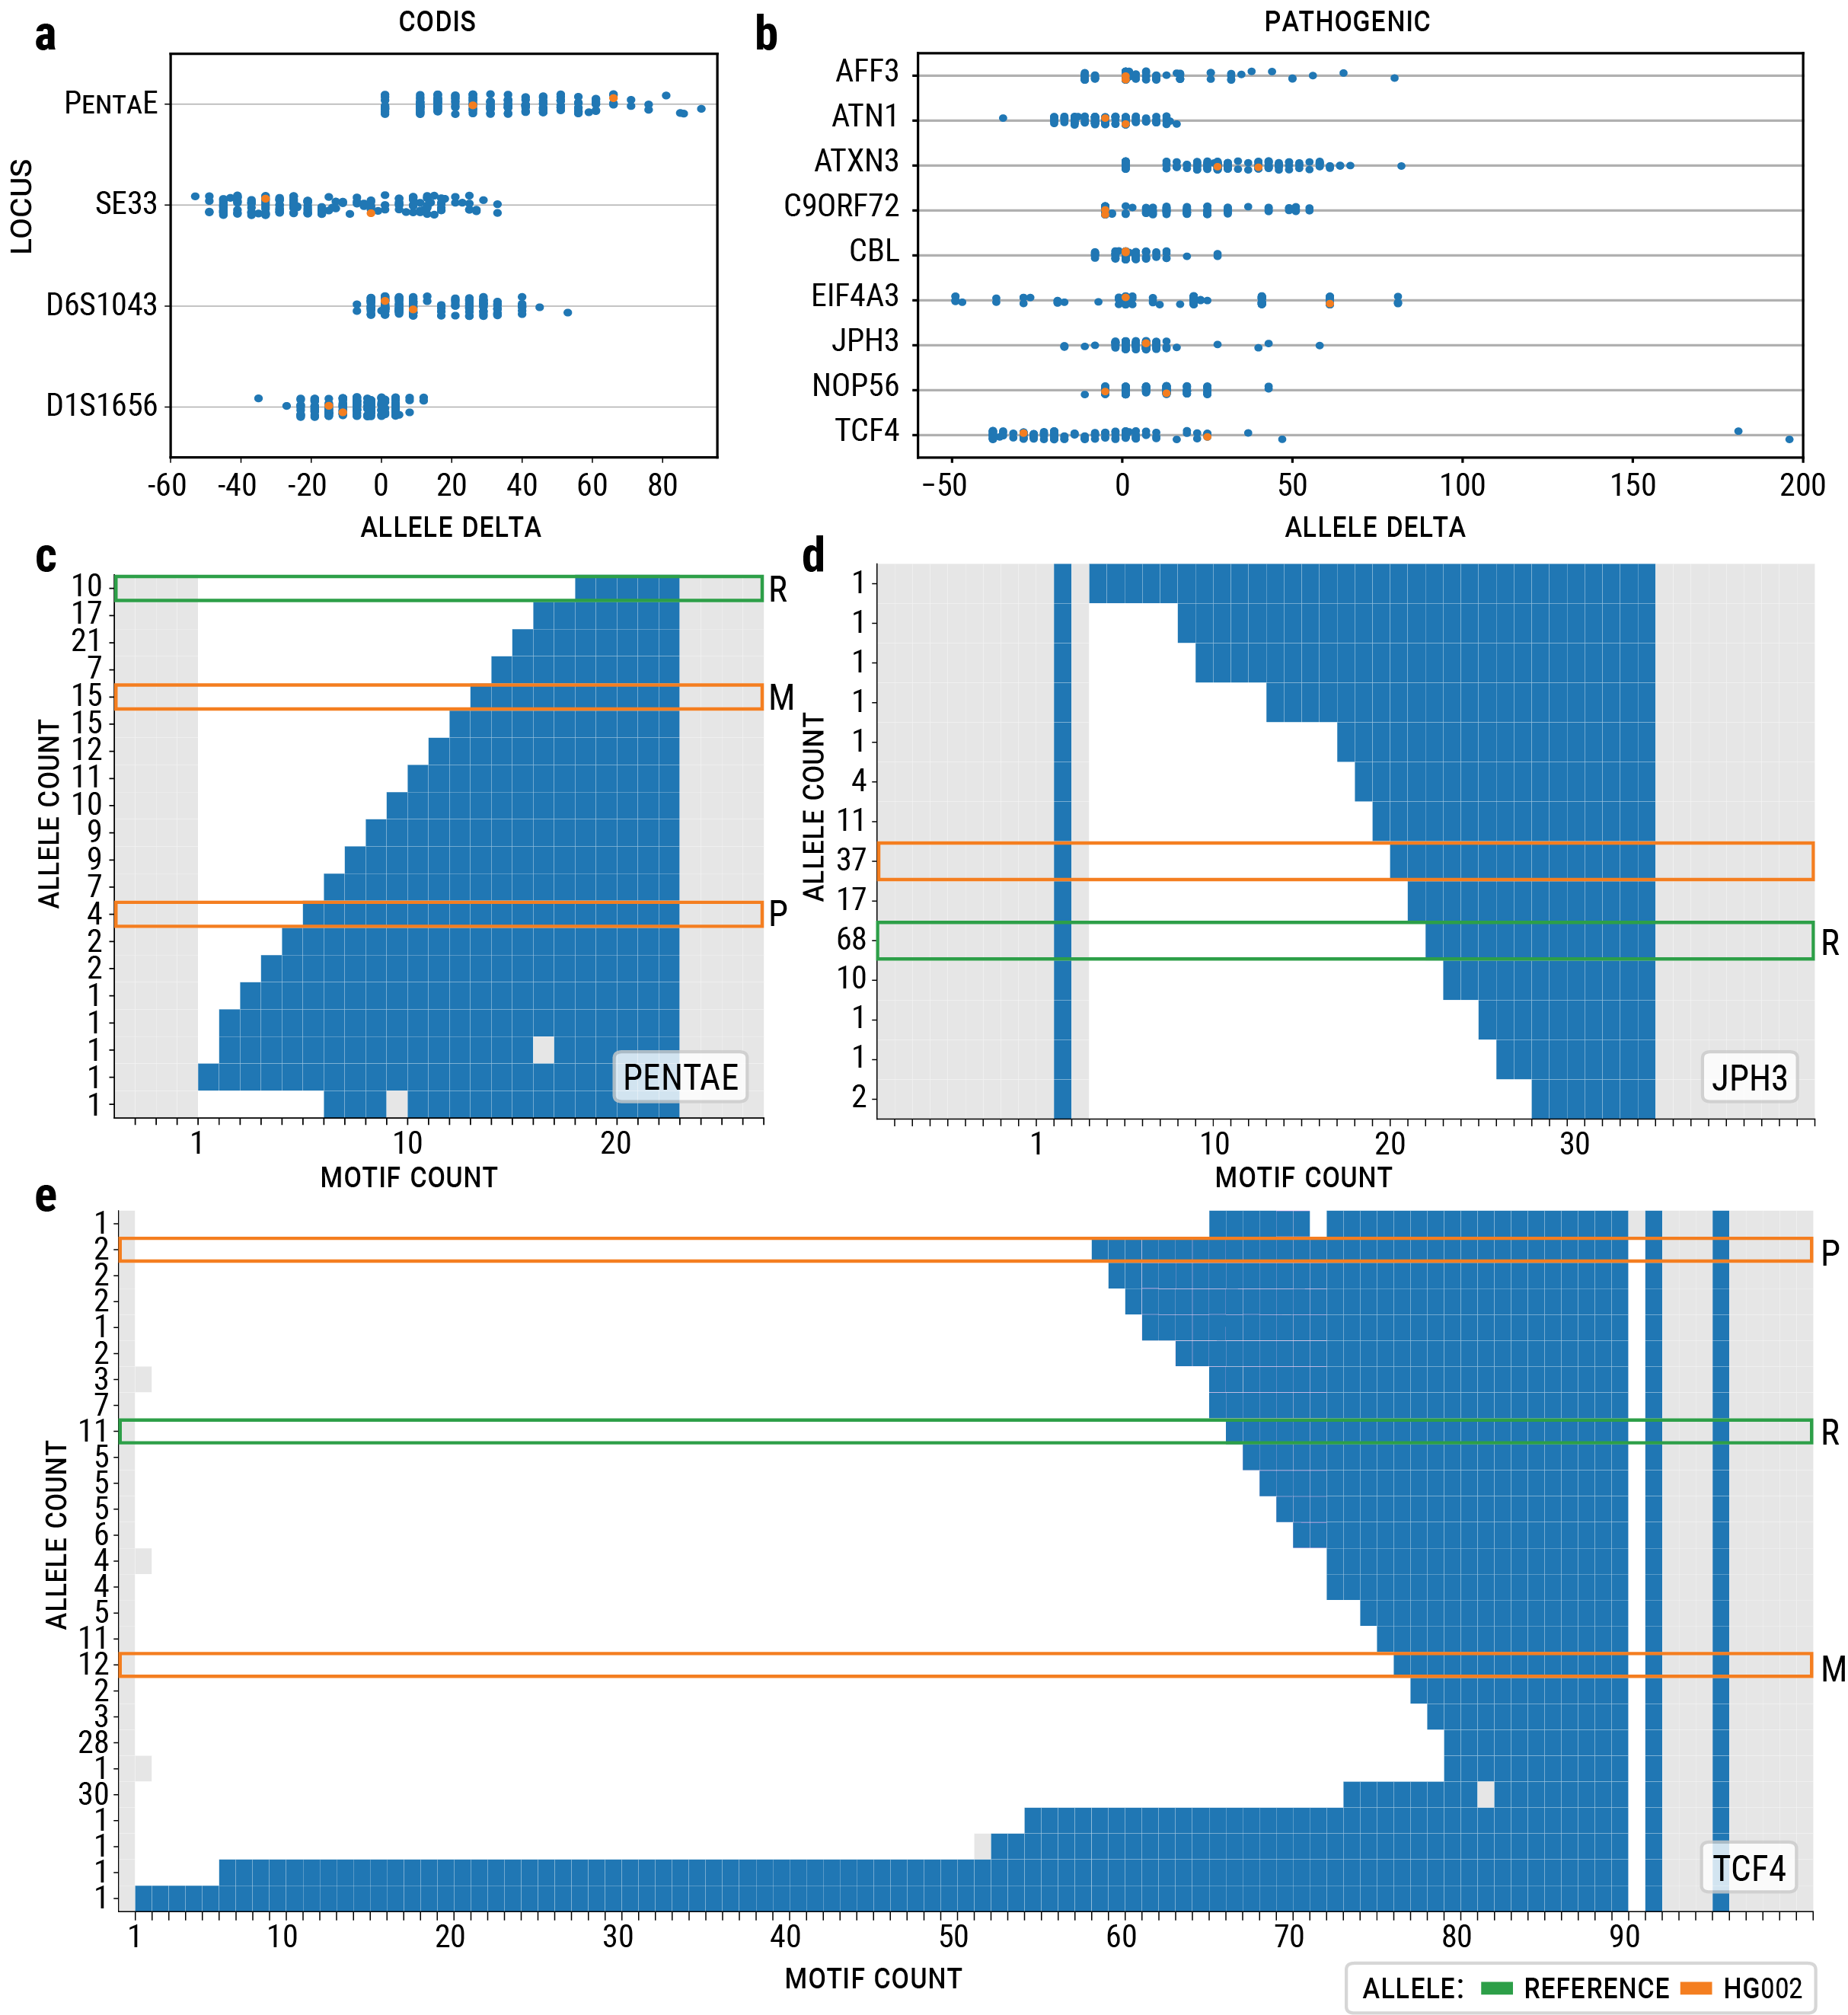 a
CODIS
LOCUS
PENTAE
SE33
D6S1043
D1S1656
-60 -40 -20 0 20 40 60 80
ALLELE DELTA
b
PATHOGENIC
AFF3
ATN1
ATXN3
C9ORF72
CBL
EIF4A3
JPH3
NOP56
TCF4
−50 0 50 100 150 200
ALLELE DELTA
c
ALLELE COUNT
10 R
17
21
7
15 M
15
12
11
10
9
9
7
4 P
2
2
1
1
1
1
1
PENTAE
1 10 20
MOTIF COUNT
d
ALLELE COUNT
1
1
1
1
1
4
11
37
17
68 R
10
1
1
2
JPH3
1 10 20 30
MOTIF COUNT
e
ALLELE COUNT
1
2 P
2
2
1
2
3
7
11 R
5
5
5
6
4
4
5
11
12 M
2
3
28
1
30
1
1
1
1
TCF4
1 10 20 30 40 50 60 70 80 90
MOTIF COUNT
ALLELE: REFERENCE HG002